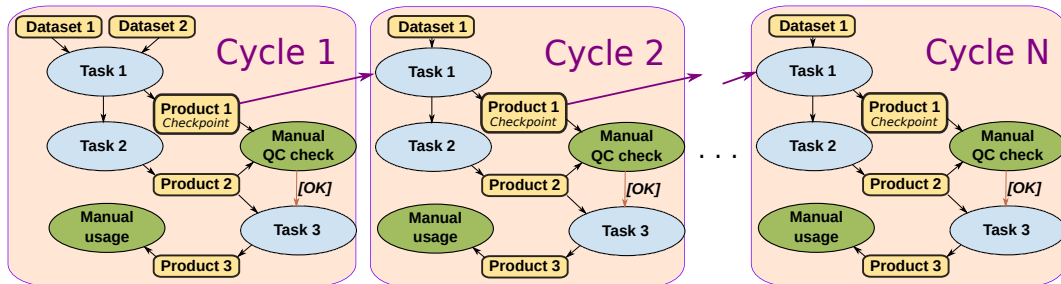 Dataset 1
Dataset 2
Cycle 1
Task 1
Product 1
Checkpoint
Task 2
Manual
QC check
Product 2
[OK]
Manual
usage
Task 3
Product 3
Dataset 1
Cycle 2
Task 1
Product 1
Checkpoint
Task 2
Manual
QC check
Product 2
[OK]
Manual
usage
Task 3
Product 3
. . .
Dataset 1
Cycle N
Task 1
Product 1
Checkpoint
Task 2
Manual
QC check
Product 2
[OK]
Manual
usage
Task 3
Product 3